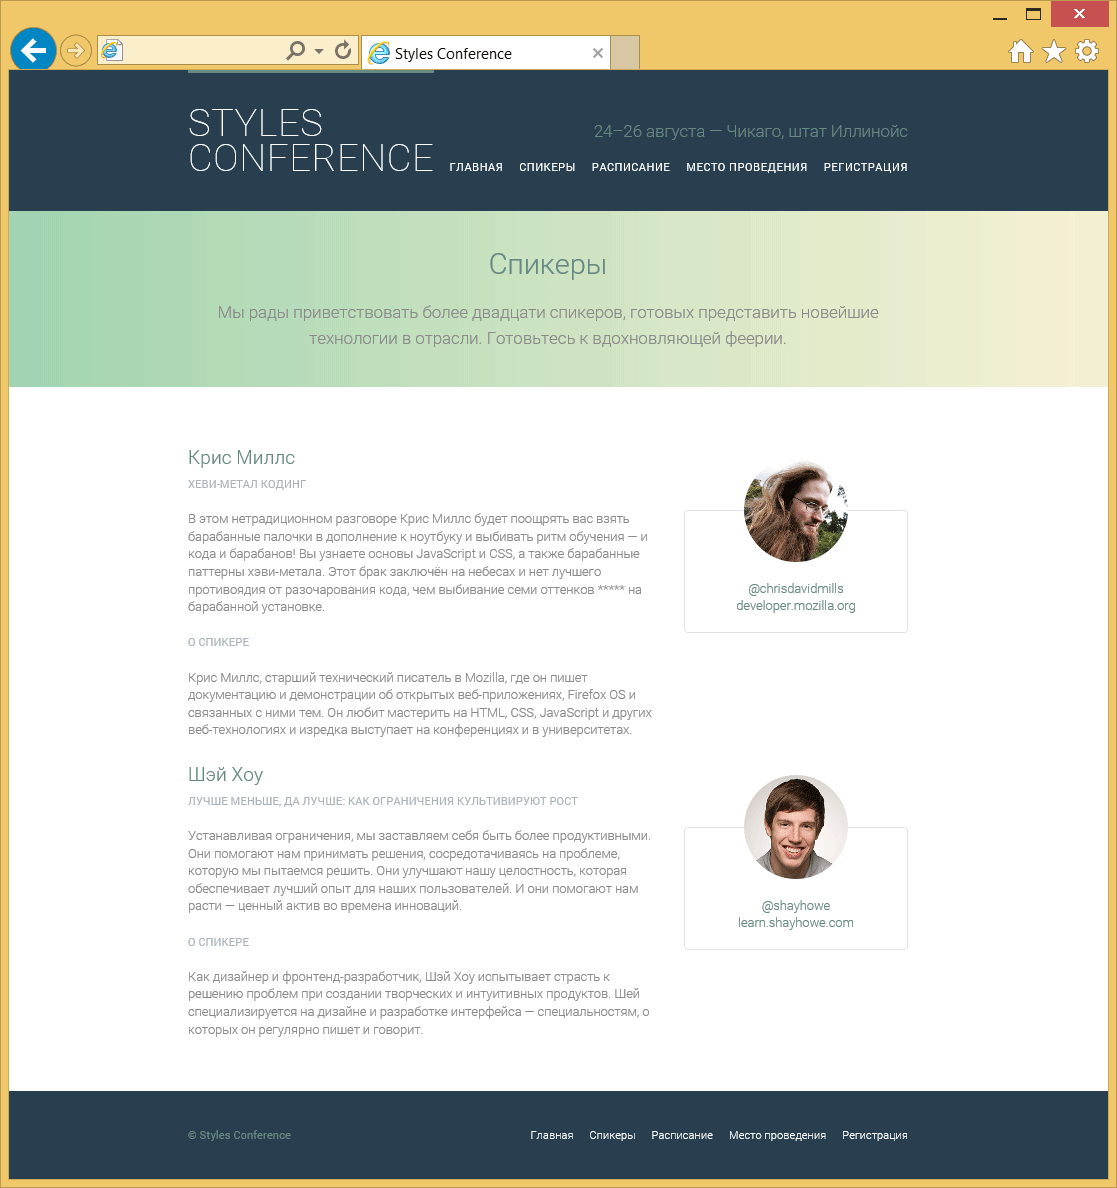 Styles Conference
STYLES
CONFERENCE
24–26 августа — Чикаго, штат Иллинойс
ГЛАВНАЯ СПИКЕРЫ РАСПИСАНИЕ МЕСТО ПРОВЕДЕНИЯ РЕГИСТРАЦИЯ
Спикеры
Мы рады приветствовать более двадцати спикеров, готовых представить новейшие
технологии в отрасли. Готовьтесь к вдохновляющей феерии.
Крис Миллс
ХЕВИ-МЕТАЛ КОДИНГ
В этом нетрадиционном разговоре Крис Миллс будет поощрять вас взять
барабанные палочки в дополнение к ноутбуку и выбивать ритм обучения — и
кода и барабанов! Вы узнаете основы JavaScript и CSS, а также барабанные
паттерны хэви-метала. Этот брак заключён на небесах и нет лучшего
противоядия от разочарования кода, чем выбивание семи оттенков ***** на
барабанной установке.
О СПИКЕРЕ
Крис Миллс, старший технический писатель в Mozilla, где он пишет
документацию и демонстрации об открытых веб-приложениях, Firefox OS и
связанных с ними тем. Он любит мастерить на HTML, CSS, JavaScript и других
веб-технологиях и изредка выступает на конференциях и в университетах.
@chrisdavidmills
developer.mozilla.org
Шэй Хоу
ЛУЧШЕ МЕНЬШЕ, ДА ЛУЧШЕ: КАК ОГРАНИЧЕНИЯ КУЛЬТИВИРУЮТ РОСТ
Устанавливая ограничения, мы заставляем себя быть более продуктивными.
Они помогают нам принимать решения, сосредотачиваясь на проблеме,
которую мы пытаемся решить. Они улучшают нашу целостность, которая
обеспечивает лучший опыт для наших пользователей. И они помогают нам
расти — ценный актив во времена инноваций.
О СПИКЕРЕ
Как дизайнер и фронтенд-разработчик, Шэй Хоу испытывает страсть к
решению проблем при создании творческих и интуитивных продуктов. Шей
специализируется на дизайне и разработке интерфейса — специальностям, о
которых он регулярно пишет и говорит.
@shayhowe
learn.shayhowe.com
© Styles Conference
Главная Спикеры Расписание Место проведения Регистрация